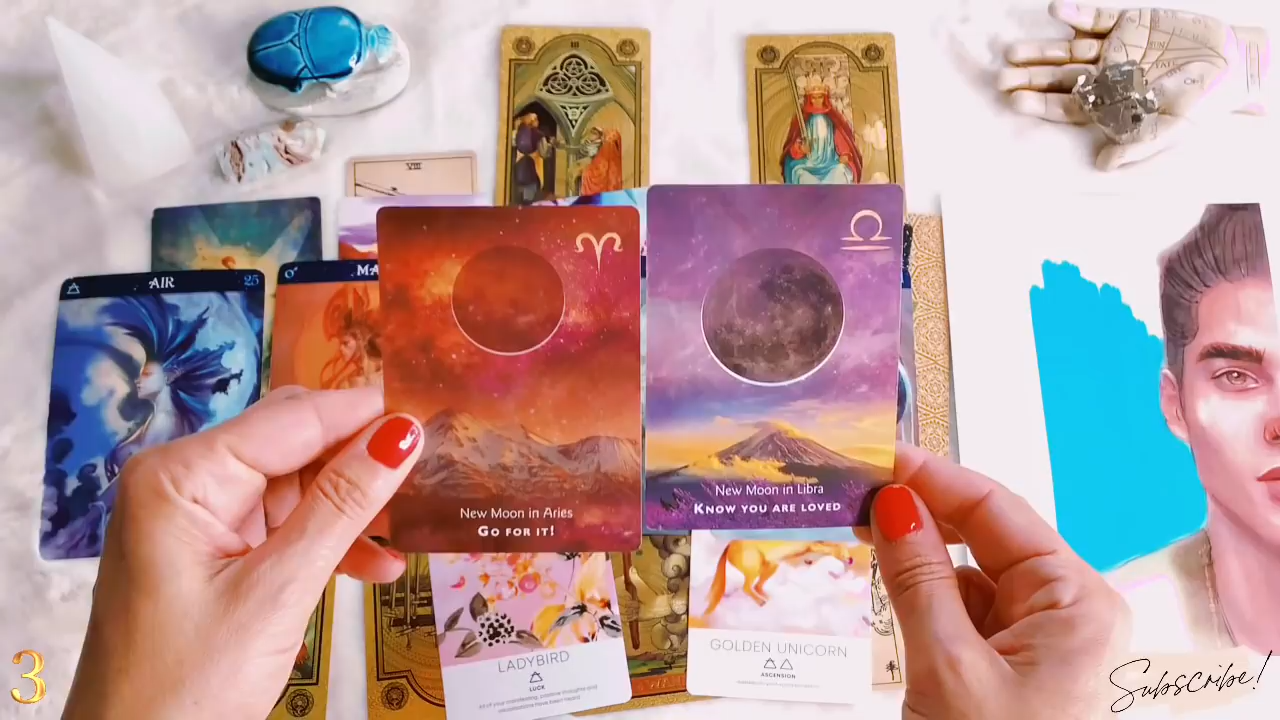 III
VIII
AIR
25
MA
New Moon in Aries
GO FOR IT!
New Moon in Libra
KNOW YOU ARE LOVED
LADYBIRD
LUCK
GOLDEN UNICORN
ASCENSION
3
Subscribe!